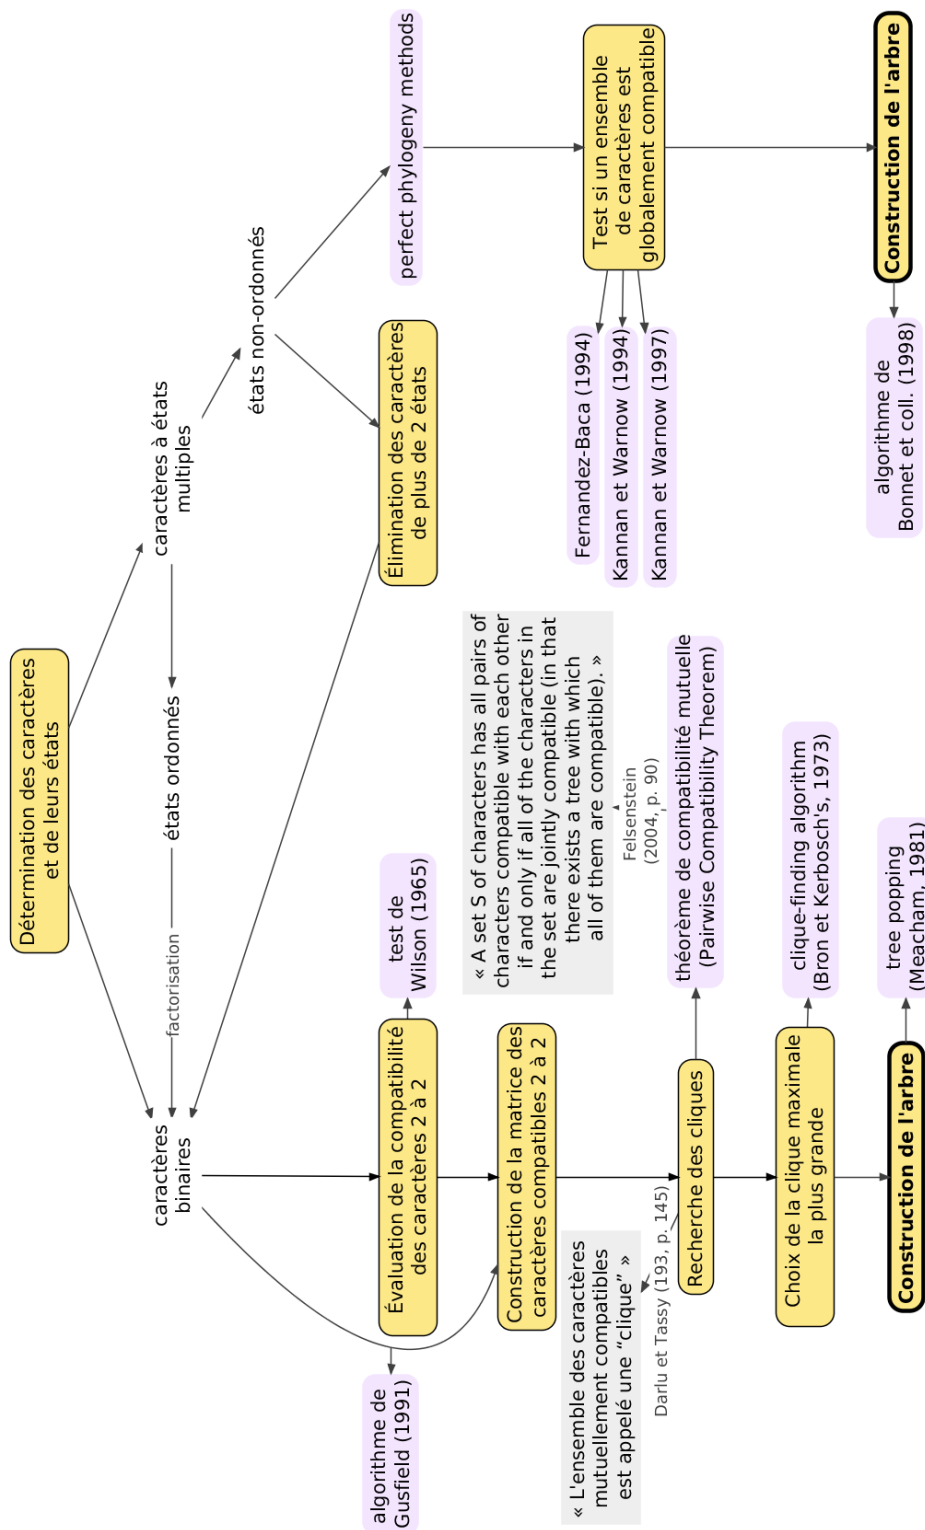 Détermination des caractères
et de leurs états
caractères
binaires
factorisation
états ordonnés
caractères à états
multiples
états non-ordonnés
algorithme de
Gusfield (1991)
Évaluation de la compatibilité
des caractères 2 à 2
test de
Wilson (1965)
Élimination des caractères
de plus de 2 états
perfect phylogeny methods
Construction de la matrice des
caractères compatibles 2 à 2
« A set S of characters has all pairs of
characters compatible with each other
if and only if all of the characters in
the set are jointly compatible (in that
there exists a tree with which
all of them are compatible). »
Felsenstein
(2004, p. 90)
« L'ensemble des caractères
mutuellement compatibles
est appelé une “clique” »
Darlu et Tassy (193, p. 145)
Recherche des cliques
théorème de compatibilité mutuelle
(Pairwise Compatibility Theorem)
Test si un ensemble
de caractères est
globalement compatible
Fernandez-Baca (1994)
Kannan et Warnow (1994)
Kannan et Warnow (1997)
Choix de la clique maximale
la plus grande
clique-finding algorithm
(Bron et Kerbosch's, 1973)
Construction de l'arbre
tree popping
(Meacham, 1981)
algorithme de
Bonnet et coll. (1998)
Construction de l'arbre